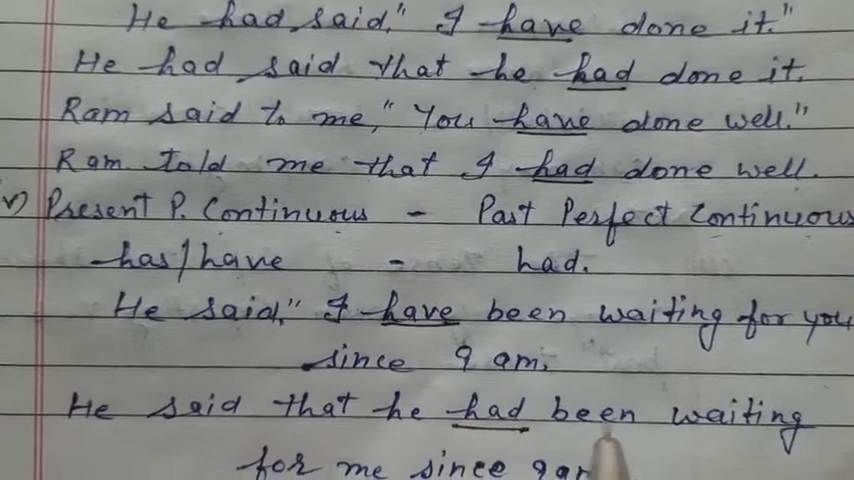 He had said, "I have done it."
He had said that he had done it.
Ram said to me, "You have done well."
Ram told me that I had done well.
v) Present P. Continuous - Past Perfect Continuous
has/have - had.
He said, "I have been waiting for you
since 9 am.
He said that he had been waiting
for me since 9am